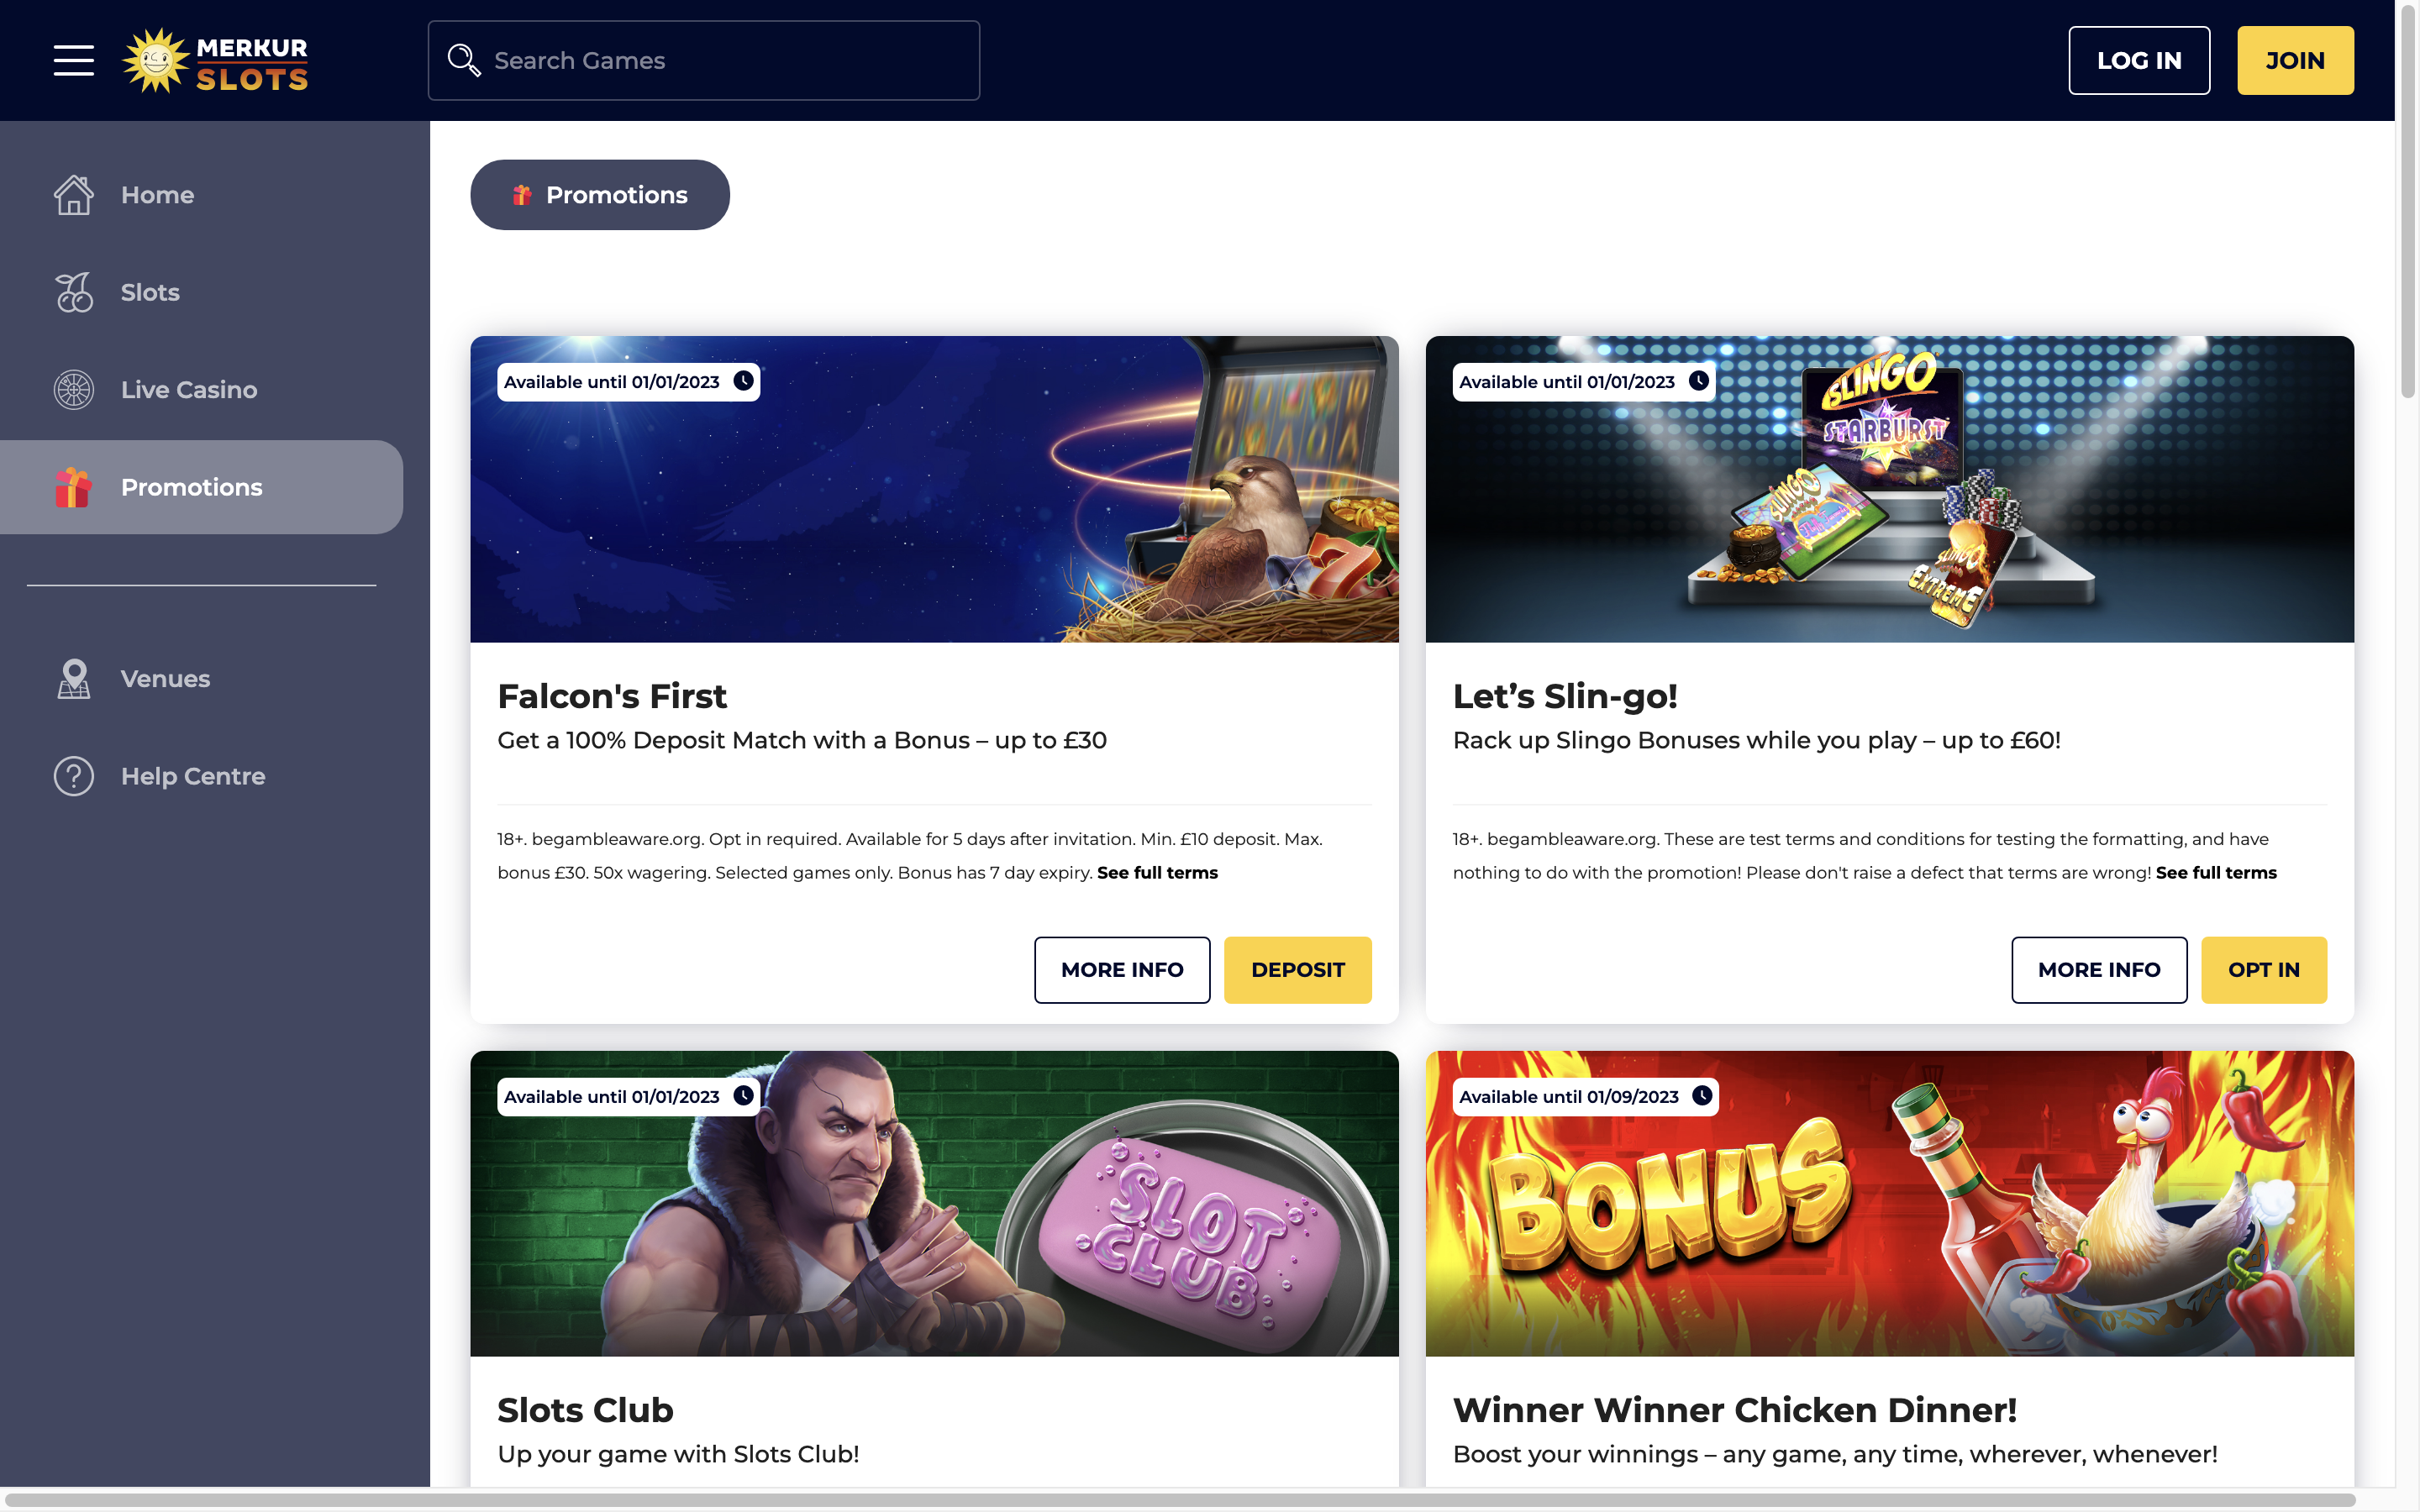 MERKUR
SLOTS
Search Games
LOG IN
JOIN
Home
Slots
Live Casino
Promotions
Venues
Help Centre
Promotions
Available until 01/01/2023
Falcon's First
Get a 100% Deposit Match with a Bonus – up to £30
18+. begambleaware.org. Opt in required. Available for 5 days after invitation. Min. £10 deposit. Max.
bonus £30. 50x wagering. Selected games only. Bonus has 7 day expiry. See full terms
MORE INFO
DEPOSIT
Available until 01/01/2023
SLINGO
STARBURST
SLINGO
SLINGO
EXTREME
Let’s Slin-go!
Rack up Slingo Bonuses while you play – up to £60!
18+. begambleaware.org. These are test terms and conditions for testing the formatting, and have
nothing to do with the promotion! Please don't raise a defect that terms are wrong! See full terms
MORE INFO
OPT IN
Available until 01/01/2023
SLOT
CLUB
Slots Club
Up your game with Slots Club!
Available until 01/09/2023
BONUS
Winner Winner Chicken Dinner!
Boost your winnings – any game, any time, wherever, whenever!